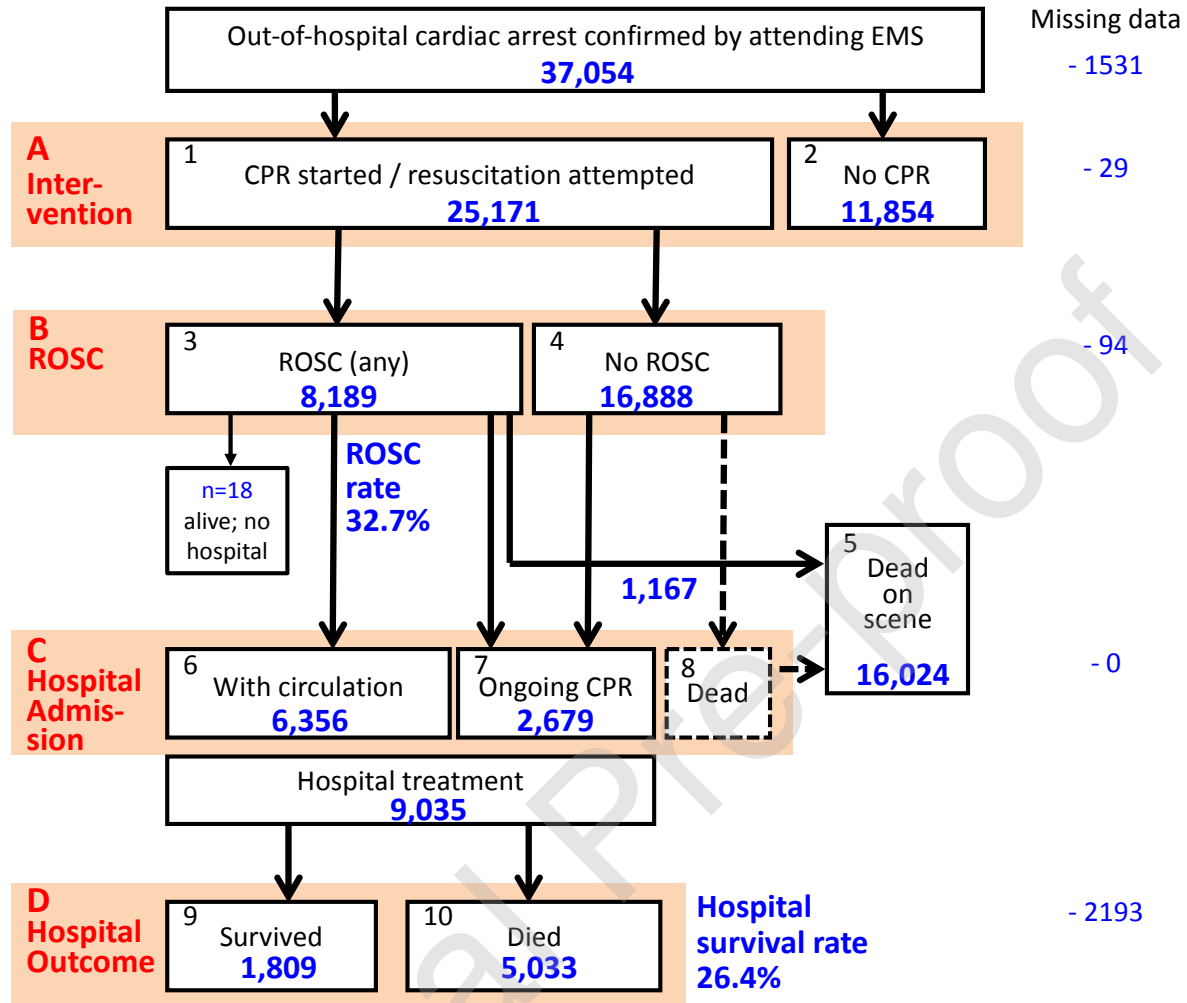 Missing data
Out-of-hospital cardiac arrest confirmed by attending EMS
37,054
- 1531
A
Inter-
vention
1
CPR started / resuscitation attempted
25,171
2
No CPR
11,854
- 29
B
ROSC
3
ROSC (any)
8,189
4
No ROSC
16,888
- 94
n=18
alive; no
hospital
ROSC
rate
32.7%
1,167
5
Dead
on
scene
16,024
C
Hospital
Admis-
sion
6
With circulation
6,356
7
Ongoing CPR
2,679
8
Dead
- 0
Hospital treatment
9,035
D
Hospital
Outcome
9
Survived
1,809
10
Died
5,033
Hospital
survival rate
26.4%
- 2193
al Pre-proof